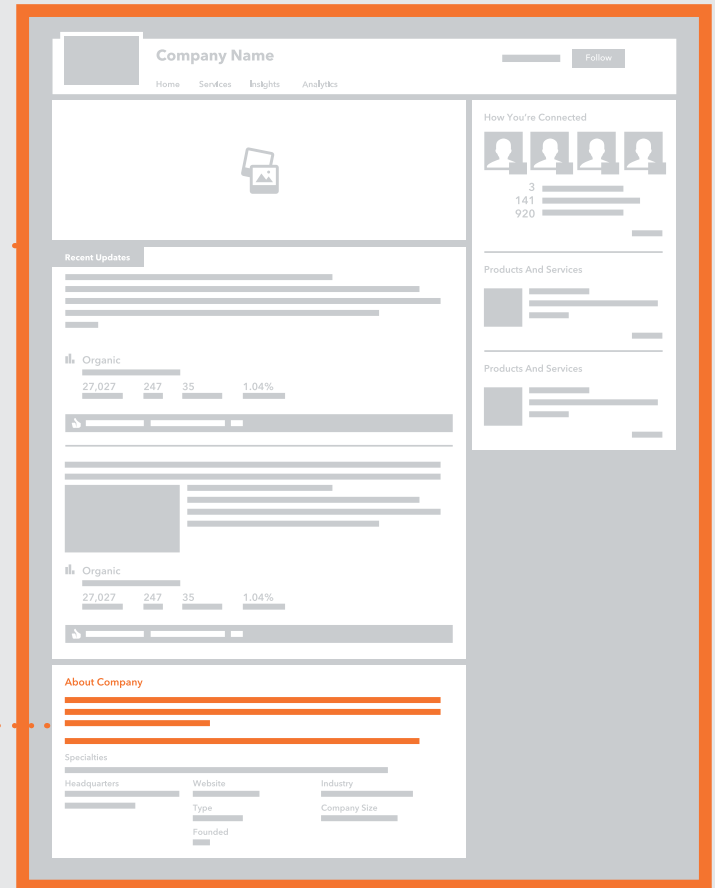 Company Name
Follow
Home Services Insights Analytics
How You're Connected
3
141
920
Products And Services
Products And Services
Recent Updates
Organic
27,027 247 35 1.04%
Organic
27,027 247 35 1.04%
About Company
Specialties
Headquarters Website Industry
Type Company Size
Founded